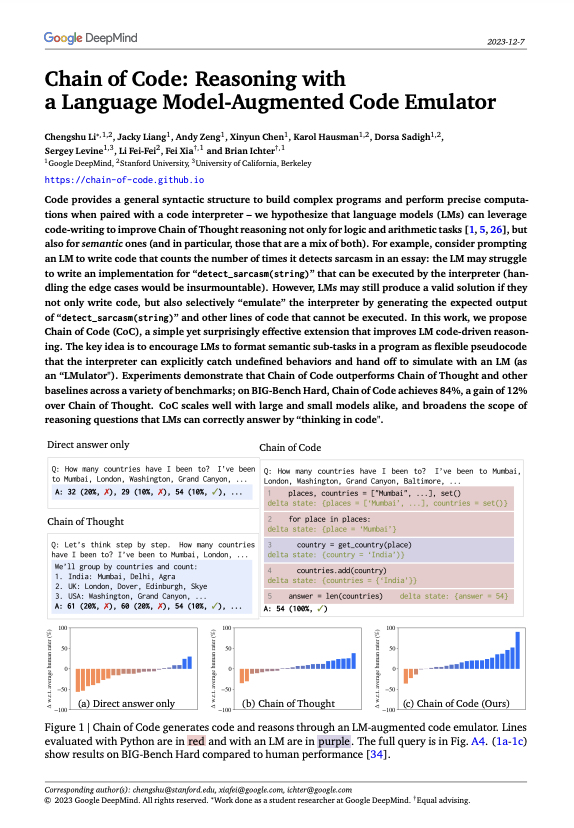 Google DeepMind
2023-12-7
Chain of Code: Reasoning with
a Language Model-Augmented Code Emulator
Chengshu Li*,1,2, Jacky Liang1, Andy Zeng1, Xinyun Chen1, Karol Hausman1,2, Dorsa Sadigh1,2,
Sergey Levine1,3, Li Fei-Fei2, Fei Xia†,1 and Brian Ichter†,1
1Google DeepMind, 2Stanford University, 3University of California, Berkeley
https://chain-of-code.github.io
Code provides a general syntactic structure to build complex programs and perform precise computa-
tions when paired with a code interpreter – we hypothesize that language models (LMs) can leverage
code-writing to improve Chain of Thought reasoning not only for logic and arithmetic tasks [1, 5, 26], but
also for semantic ones (and in particular, those that are a mix of both). For example, consider prompting
an LM to write code that counts the number of times it detects sarcasm in an essay: the LM may struggle
to write an implementation for "detect_sarcasm(string)" that can be executed by the interpreter (han-
dling the edge cases would be insurmountable). However, LMs may still produce a valid solution if they
not only write code, but also selectively "emulate" the interpreter by generating the expected output
of "detect_sarcasm(string)" and other lines of code that cannot be executed. In this work, we propose
Chain of Code (CoC), a simple yet surprisingly effective extension that improves LM code-driven reason-
ing. The key idea is to encourage LMs to format semantic sub-tasks in a program as flexible pseudocode
that the interpreter can explicitly catch undefined behaviors and hand off to simulate with an LM (as
an "LMulator"). Experiments demonstrate that Chain of Code outperforms Chain of Thought and other
baselines across a variety of benchmarks; on BIG-Bench Hard, Chain of Code achieves 84%, a gain of 12%
over Chain of Thought. CoC scales well with large and small models alike, and broadens the scope of
reasoning questions that LMs can correctly answer by "thinking in code".
Direct answer only
Q: How many countries have I been to? I've been
to Mumbai, London, Washington, Grand Canyon, ...
A: 32 (20%, ✗), 29 (10%, ✗), 54 (10%, ✓), ...
Chain of Thought
Q: Let's think step by step. How many countries
have I been to? I've been to Mumbai, London, ...
We'll group by countries and count:
1. India: Mumbai, Delhi, Agra
2. UK: London, Dover, Edinburgh, Skye
3. USA: Washington, Grand Canyon, ...
A: 61 (20%, ✗), 60 (20%, ✗), 54 (10%, ✓), ...
Chain of Code
Q: How many countries have I been to? I've been to Mumbai,
London, Washington, Grand Canyon, Baltimore, ...
1 places, countries = ["Mumbai", ...], set()
delta state: {places = ['Mumbai', ...], countries = set()}
2 for place in places:
delta state: {place = 'Mumbai'}
3 country = get_country(place)
delta state: {country = 'India')}
4 countries.add(country)
delta state: {countries = {'India'}}
5 answer = len(countries) delta state: {answer = 54}
A: 54 (100%, ✓)
Δ w.r.t. average human rater (%)
100
50
0
−50
−100
(a) Direct answer only
Δ w.r.t. average human rater (%)
100
50
0
−50
−100
(b) Chain of Thought
Δ w.r.t. average human rater (%)
100
50
0
−50
−100
(c) Chain of Code (Ours)
Figure 1 | Chain of Code generates code and reasons through an LM-augmented code emulator. Lines
evaluated with Python are in red and with an LM are in purple. The full query is in Fig. A4. (1a-1c)
show results on BIG-Bench Hard compared to human performance [34].
Corresponding author(s): chengshu@stanford.edu, xiafei@google.com, ichter@google.com
© 2023 Google DeepMind. All rights reserved. *Work done as a student researcher at Google DeepMind. †Equal advising.